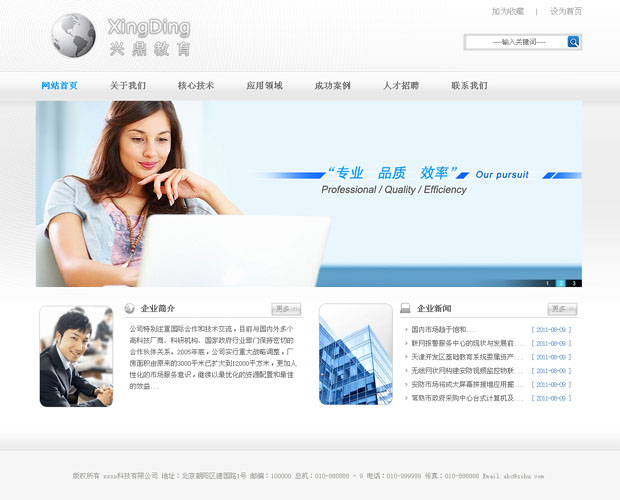 加为收藏 | 设为首页
XingDing
兴鼎教育
----输入关键词----
网站首页 关于我们 核心技术 应用领域 成功案例 人才招聘 联系我们
“专业 品质 效率” Our pursuit
Professional / Quality / Efficiency
1 2 3
企业简介 更多
公司特别注重国际合作和技术交流，目前与国内外多个
高科技厂商、科研机构、国家政府行业部门保持密切的
合作伙伴关系。2005年底，公司实行重大战略调整，厂
房面积由原来的3000平米已扩大到12000平方米，更加人
性化的市场服务意识，继续以最优化的资源配置和最佳
的效益...
企业新闻 更多
国内市场趋于饱和... [ 2011-08-09 ]
联网报警服务中心的现状与发展前... [ 2011-08-09 ]
天津开发区基础教育系统票据资产... [ 2011-08-09 ]
无线网状网构建安防视频监控物联... [ 2011-08-09 ]
安防市场将成大屏幕拼接墙应用龍... [ 2011-08-09 ]
常熟市政府采购中心台式计算机及... [ 2011-08-09 ]
版权所有 xxxx科技有限公司 地址：北京朝阳区建国路1号 邮编：100000 总机：010-888888 - 9 电话：010-999999 传真：010-888888 Email:abc@sohu.com